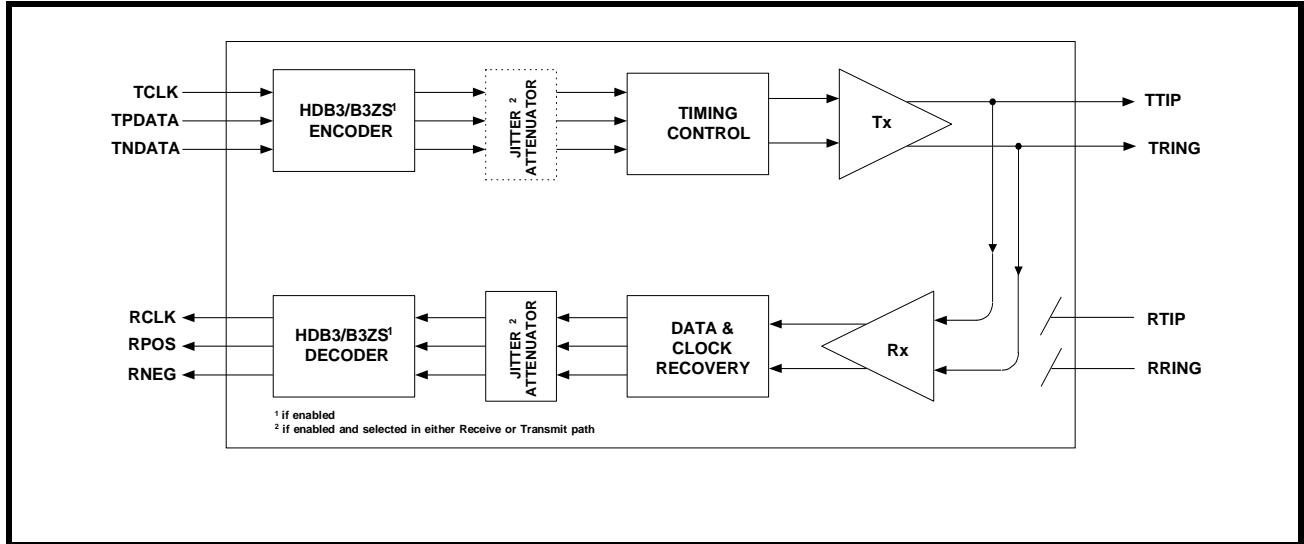 TCLK
TPDATA
TNDATA
HDB3/B3ZS¹
ENCODER
JITTER ²
ATTENUATOR
TIMING
CONTROL
Tx
TTIP
TRING
RCLK
RPOS
RNEG
HDB3/B3ZS¹
DECODER
JITTER ²
ATTENUATOR
DATA &
CLOCK
RECOVERY
Rx
RTIP
RRING
¹ if enabled
² if enabled and selected in either Receive or Transmit path